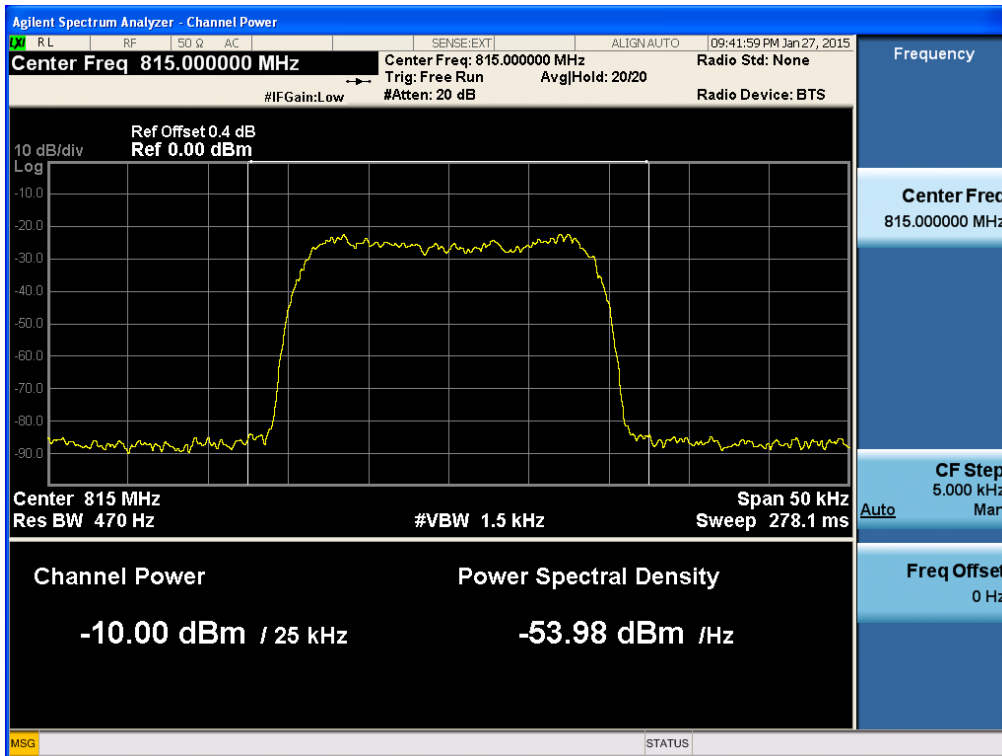 Agilent Spectrum Analyzer - Channel Power
LXI RL RF 50 Ω AC SENSE:EXT ALIGN AUTO 09:41:59 PM Jan 27, 2015
Center Freq 815.000000 MHz
Center Freq: 815.000000 MHz
Radio Std: None
Trig: Free Run Avg|Hold: 20/20
#IFGain:Low
#Atten: 20 dB
Radio Device: BTS
Ref Offset 0.4 dB
10 dB/div Ref 0.00 dBm
Log
-10.0
-20.0
-30.0
-40.0
-50.0
-60.0
-70.0
-80.0
-90.0
Center 815 MHz
Span 50 kHz
Res BW 470 Hz
#VBW 1.5 kHz
Sweep 278.1 ms
Channel Power
Power Spectral Density
-10.00 dBm / 25 kHz
-53.98 dBm /Hz
MSG
STATUS
Frequency
Center Freq
815.000000 MHz
CF Step
5.000 kHz
Auto Man
Freq Offset
0 Hz